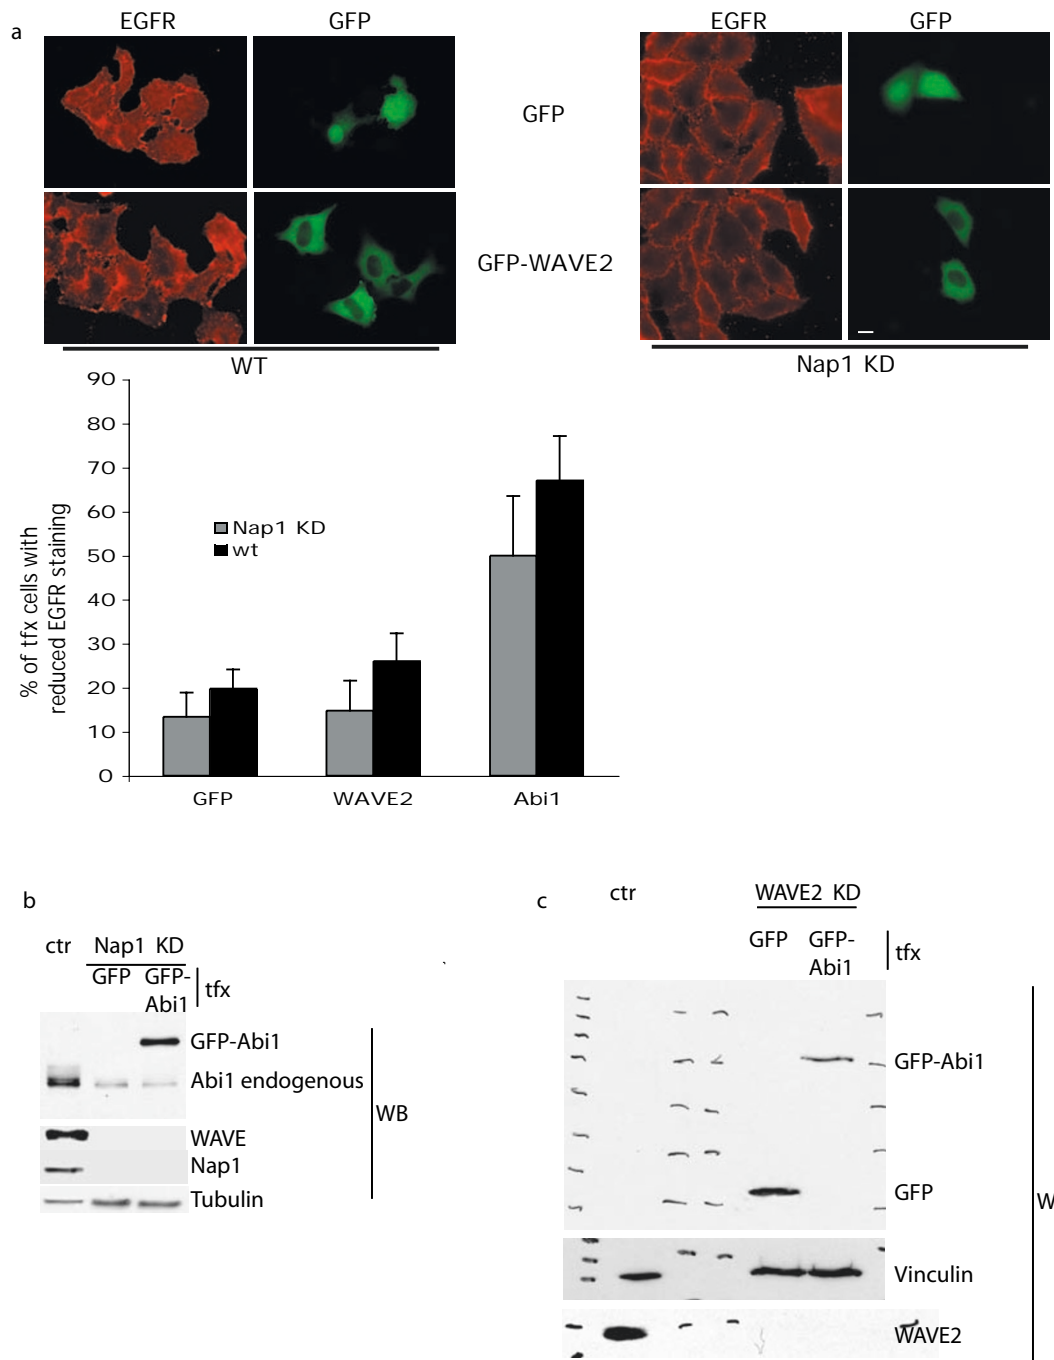 a
EGFR GFP
EGFR GFP
GFP
GFP-WAVE2
WT
Nap1 KD
% of tfx cells with
reduced EGFR staining
90
80
70
60
50
40
30
20
10
0
Nap1 KD
wt
GFP WAVE2 Abi1
b
ctr Nap1 KD
GFP GFP-
Abi1
tfx
GFP-Abi1
Abi1 endogenous
WAVE
Nap1
Tubulin
WB
c
ctr WAVE2 KD
GFP GFP-
Abi1
tfx
GFP-Abi1
GFP
Vinculin
WAVE2